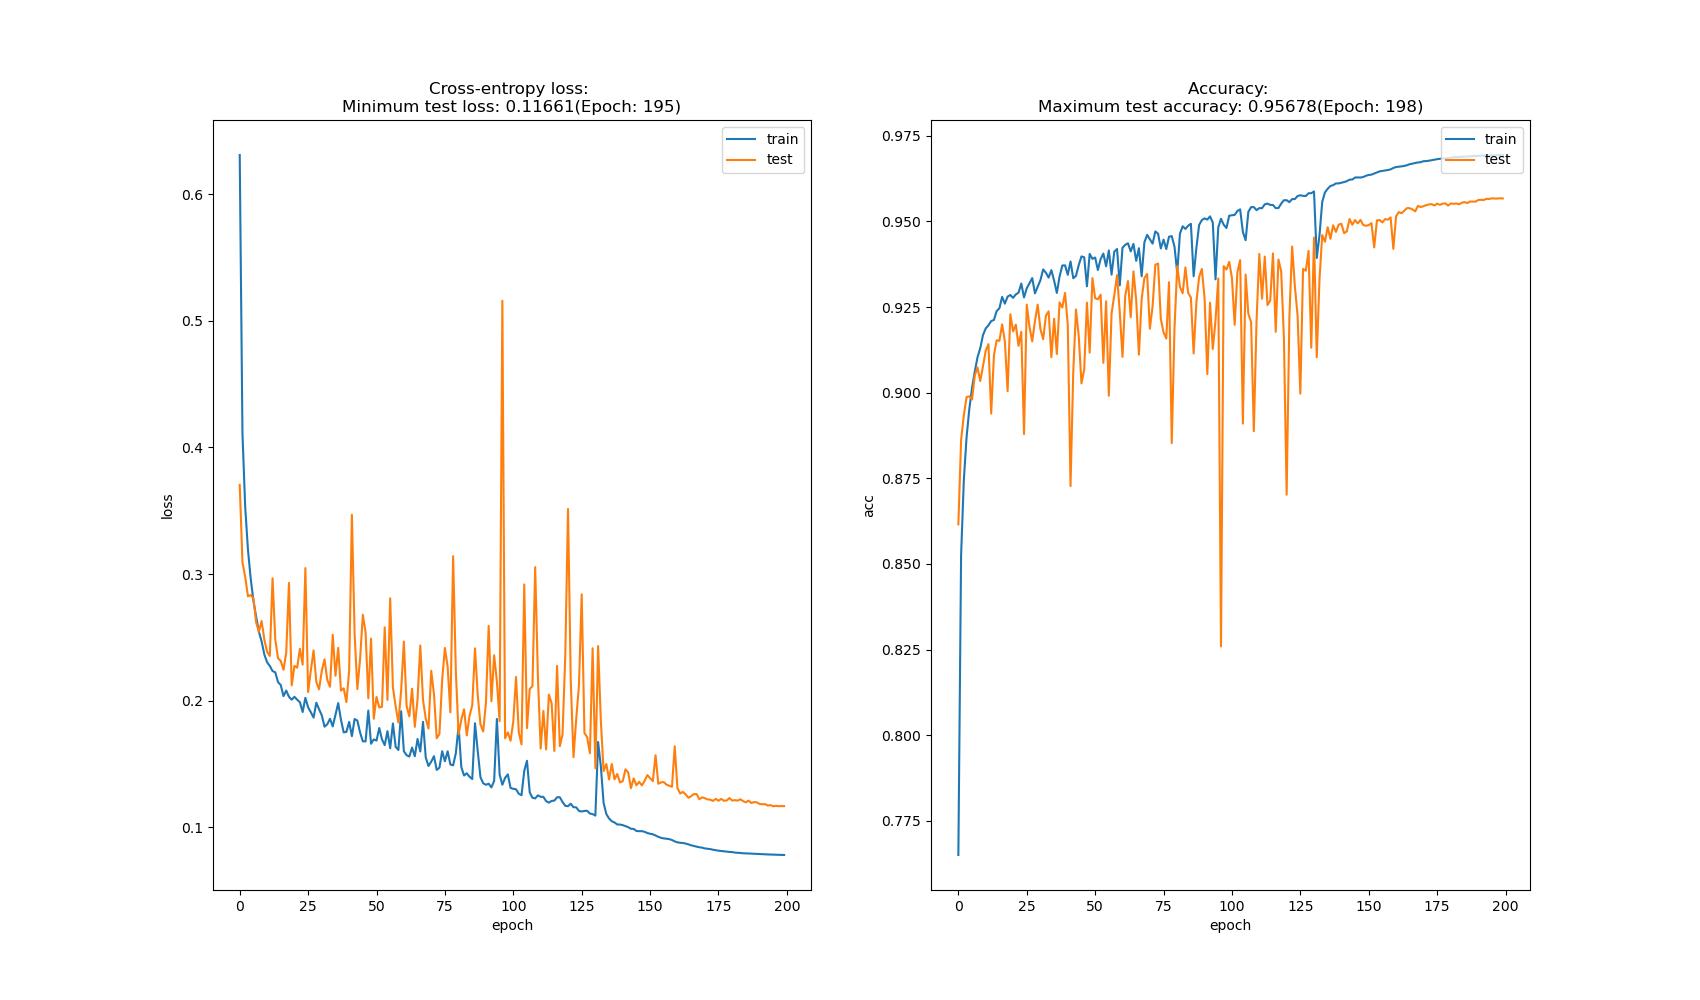 Cross-entropy loss:
Minimum test loss: 0.11661(Epoch: 195)
train
test
0.6
0.5
0.4
0.3
0.2
0.1
loss
0
25
50
75
100
125
150
175
200
epoch
Accuracy:
Maximum test accuracy: 0.95678(Epoch: 198)
train
test
0.975
0.950
0.925
0.900
0.875
0.850
0.825
0.800
0.775
acc
0
25
50
75
100
125
150
175
200
epoch